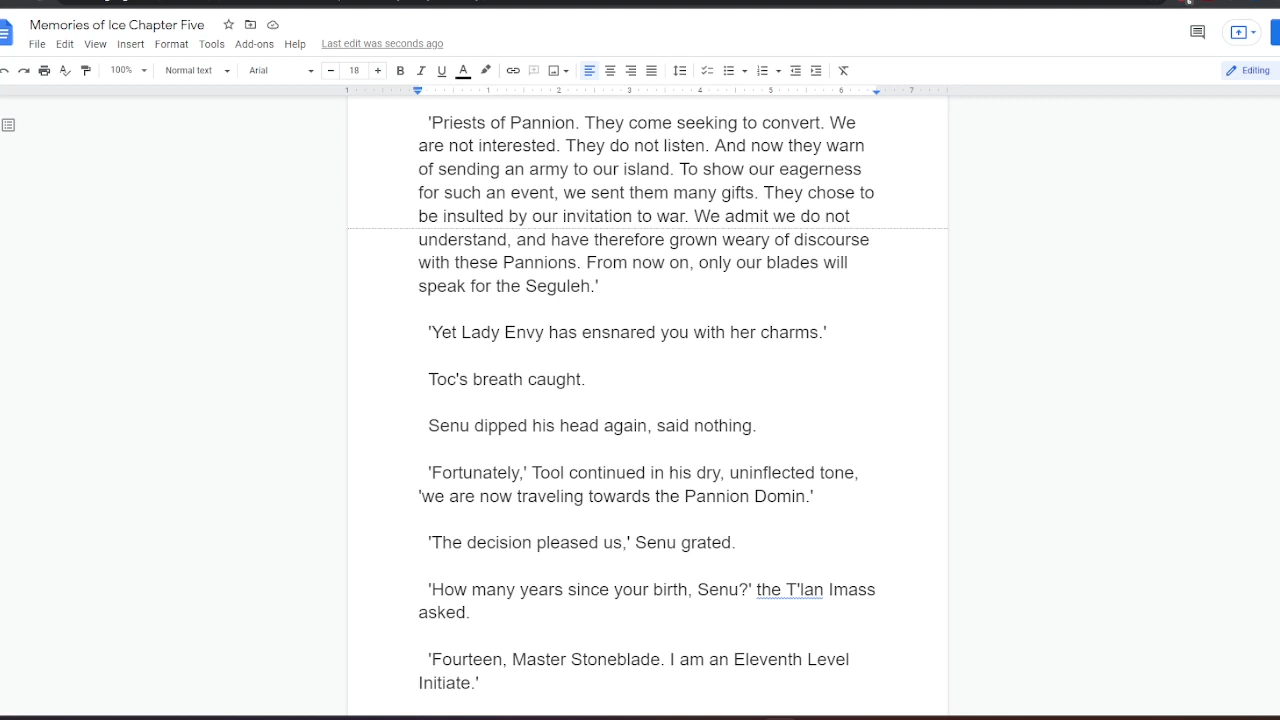 Memories of Ice Chapter Five
File Edit View Insert Format Tools Add-ons Help Last edit was seconds ago
100% Normal text Arial 18 B I U A Editing
1 1 2 3 4 5 6 7
'Priests of Pannion. They come seeking to convert. We
are not interested. They do not listen. And now they warn
of sending an army to our island. To show our eagerness
for such an event, we sent them many gifts. They chose to
be insulted by our invitation to war. We admit we do not
understand, and have therefore grown weary of discourse
with these Pannions. From now on, only our blades will
speak for the Seguleh.'
'Yet Lady Envy has ensnared you with her charms.'
Toc's breath caught.
Senu dipped his head again, said nothing.
'Fortunately,' Tool continued in his dry, uninflected tone,
'we are now traveling towards the Pannion Domin.'
'The decision pleased us,' Senu grated.
'How many years since your birth, Senu?' the T'lan Imass
asked.
'Fourteen, Master Stoneblade. I am an Eleventh Level
Initiate.'